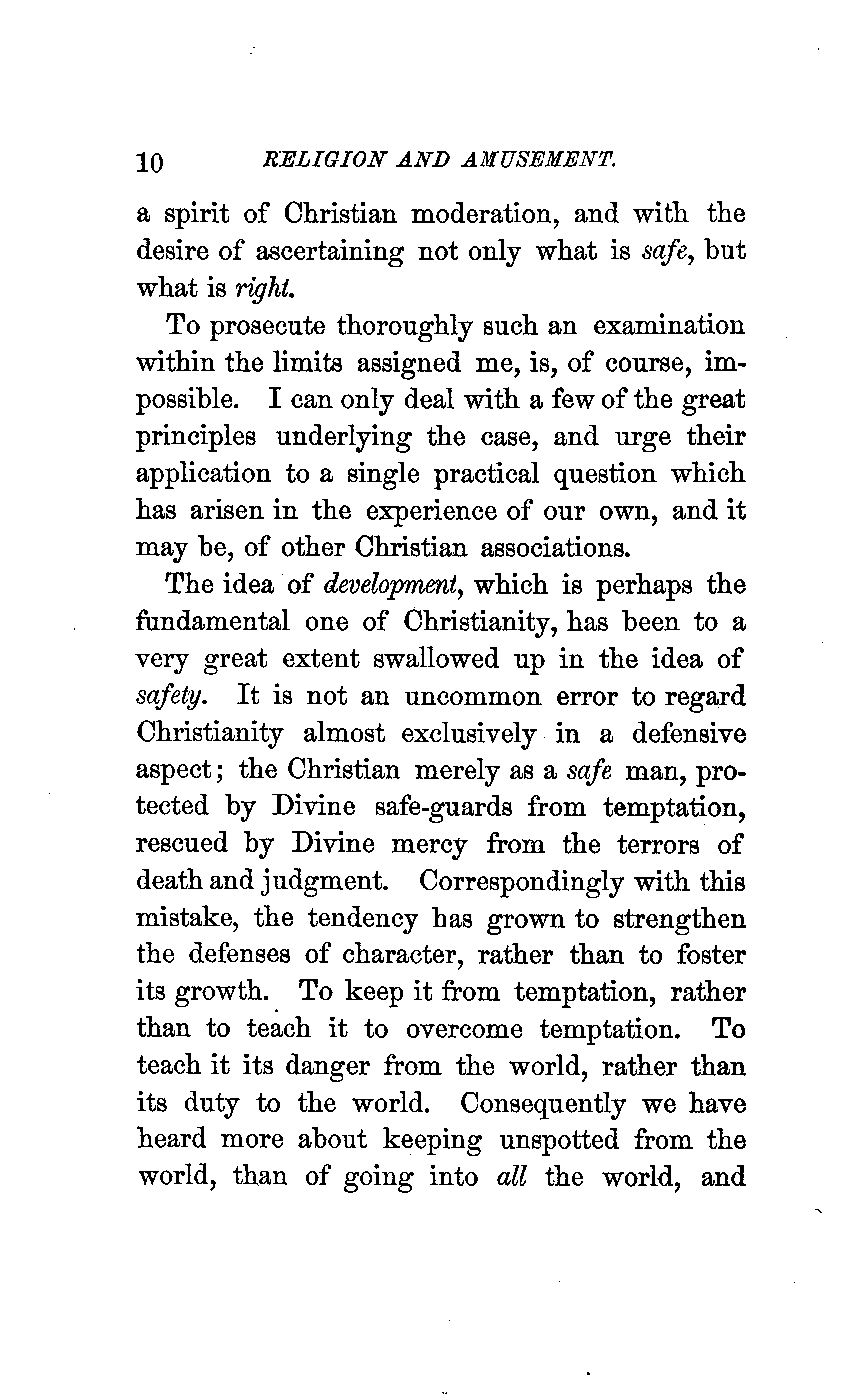 10 RELIGION AND AMUSEMENT.
a spirit of Christian moderation, and with the
desire of ascertaining not only what is safe, but
what is right.
To prosecute thoroughly such an examination
within the limits assigned me, is, of course, im-
possible. I can only deal with a few of the great
principles underlying the case, and urge their
application to a single practical question which
has arisen in the experience of our own, and it
may be, of other Christian associations.
The idea of development, which is perhaps the
fundamental one of Christianity, has been to a
very great extent swallowed up in the idea of
safety. It is not an uncommon error to regard
Christianity almost exclusively in a defensive
aspect; the Christian merely as a safe man, pro-
tected by Divine safe-guards from temptation,
rescued by Divine mercy from the terrors of
death and judgment. Correspondingly with this
mistake, the tendency has grown to strengthen
the defenses of character, rather than to foster
its growth. To keep it from temptation, rather
than to teach it to overcome temptation. To
teach it its danger from the world, rather than
its duty to the world. Consequently we have
heard more about keeping unspotted from the
world, than of going into all the world, and